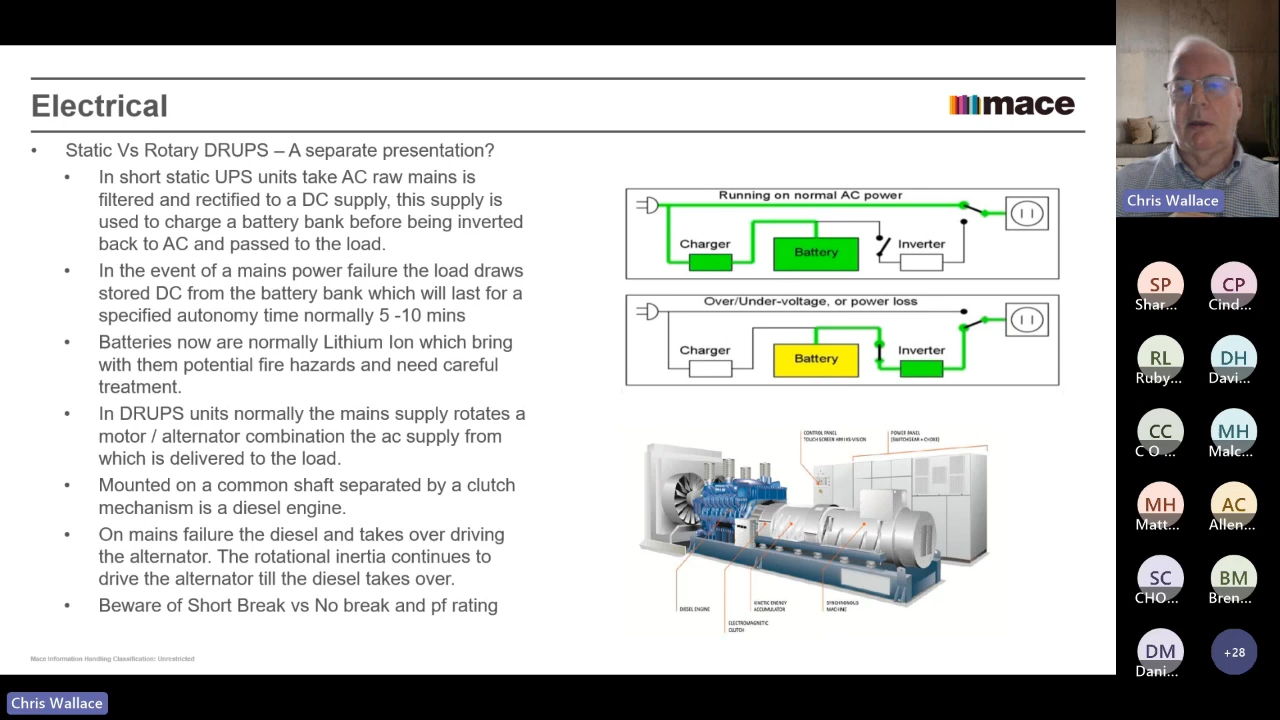 Electrical
mace
• Static Vs Rotary DRUPS – A separate presentation?
• In short static UPS units take AC raw mains is
filtered and rectified to a DC supply, this supply is
used to charge a battery bank before being inverted
back to AC and passed to the load.
• In the event of a mains power failure the load draws
stored DC from the battery bank which will last for a
specified autonomy time normally 5 -10 mins
• Batteries now are normally Lithium Ion which bring
with them potential fire hazards and need careful
treatment.
• In DRUPS units normally the mains supply rotates a
motor / alternator combination the ac supply from
which is delivered to the load.
• Mounted on a common shaft separated by a clutch
mechanism is a diesel engine.
• On mains failure the diesel and takes over driving
the alternator. The rotational inertia continues to
drive the alternator till the diesel takes over.
• Beware of Short Break vs No break and pf rating
Running on normal AC power
Charger
Battery
Inverter
Over/Under-voltage, or power loss
Charger
Battery
Inverter
CONTROL PANEL
TOUCH SCREEN HMI KS-VISION
POWER PANEL
(SWITCHGEAR + CHOKE)
DIESEL ENGINE
ELECTROMAGNETIC
CLUTCH
KINETIC ENERGY
ACCUMULATOR
SYNCHRONOUS
MACHINE
Mace Information Handling Classification: Unrestricted
Chris Wallace
Chris Wallace
SP
Shar...
CP
Cind...
RL
Ruby...
DH
Davi...
CC
C O ...
MH
Malc...
MH
Matt...
AC
Allen...
SC
CHO...
BM
Bren...
DM
Dani...
+28